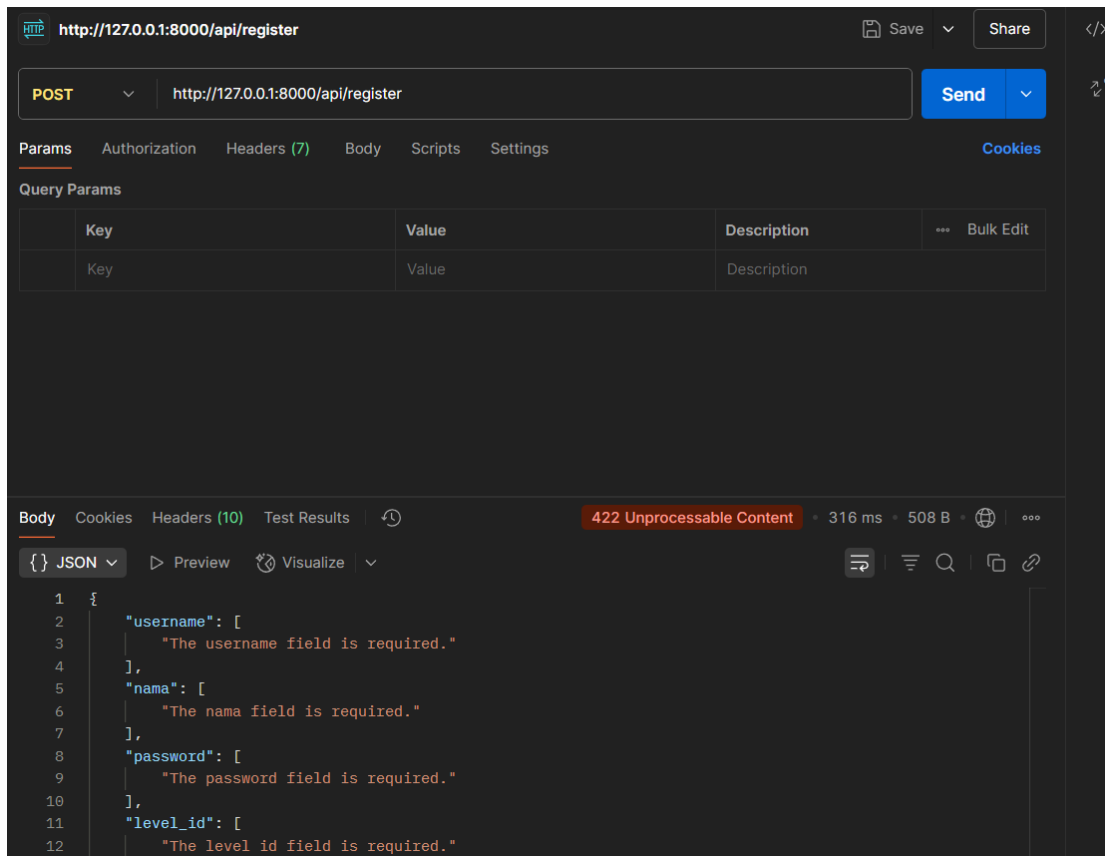 HTTP http://127.0.0.1:8000/api/register Save Share </>
POST http://127.0.0.1:8000/api/register Send
Params Authorization Headers (7) Body Scripts Settings Cookies
Query Params
Key Value Description Bulk Edit
Key Value Description
Body Cookies Headers (10) Test Results 422 Unprocessable Content • 316 ms • 508 B •
{} JSON Preview Visualize
1 {
2 "username": [
3 "The username field is required."
4 ],
5 "nama": [
6 "The nama field is required."
7 ],
8 "password": [
9 "The password field is required."
10 ],
11 "level_id": [
12 "The level id field is required."